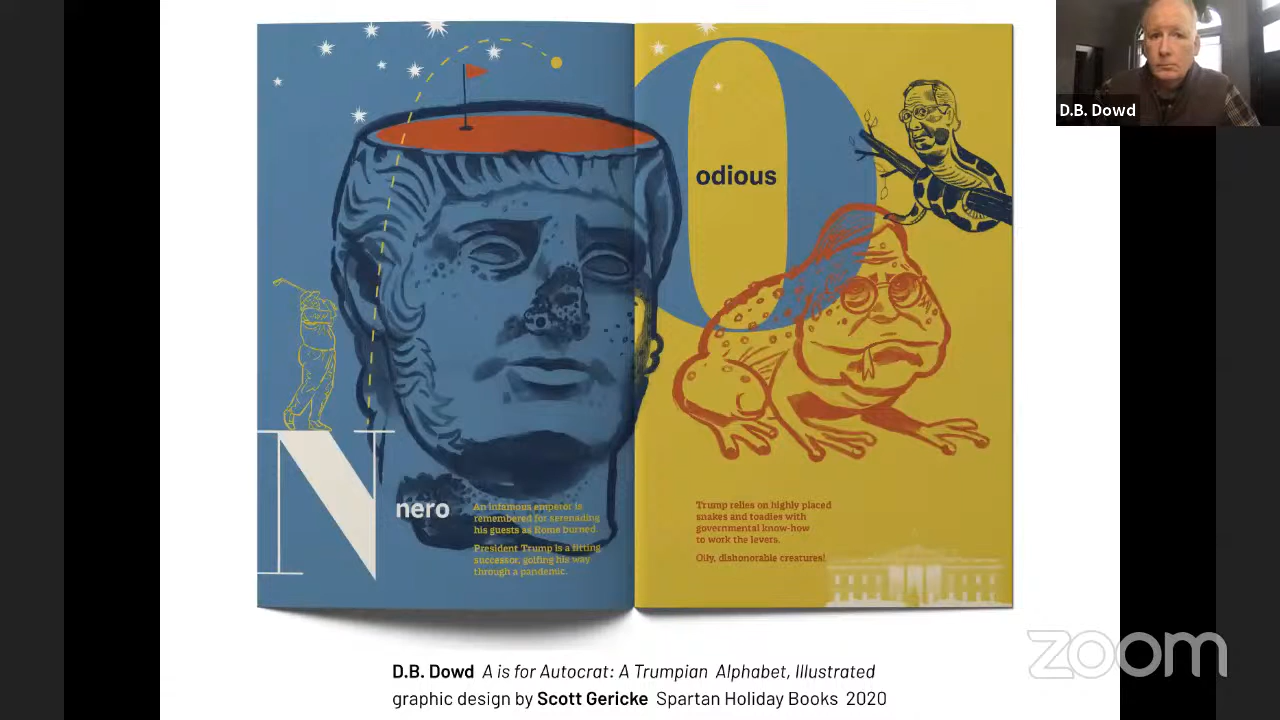 N
nero
An infamous emperor is
remembered for serenading
his guests as Rome burned.
President Trump is a fitting
successor, golfing his way
through a pandemic.
O
odious
Trump relies on highly placed
snakes and toadies with
governmental know-how
to work the levers.
Oily, dishonorable creatures!
D.B. Dowd
D.B. Dowd A is for Autocrat: A Trumpian Alphabet, Illustrated
graphic design by Scott Gericke Spartan Holiday Books 2020
zoom